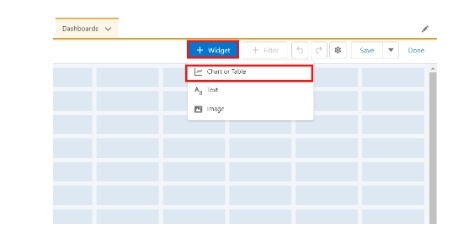 Dashboards
+ Widget
+ Filter
Save
Done
Chart or Table
Text
Image